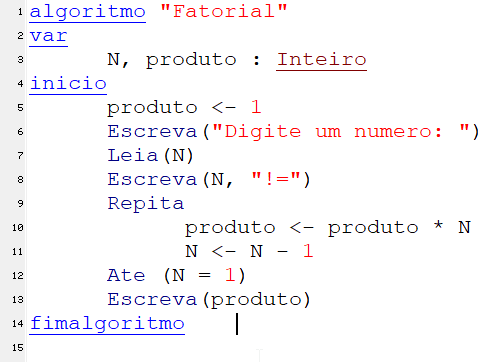 1 algoritmo "Fatorial"
2 var
3 N, produto : Inteiro
4 inicio
5 produto <- 1
6 Escreva("Digite um numero: ")
7 Leia(N)
8 Escreva(N, "!=")
9 Repita
10 produto <- produto * N
11 N <- N - 1
12 Ate (N = 1)
13 Escreva(produto)
14 fimalgoritmo
15